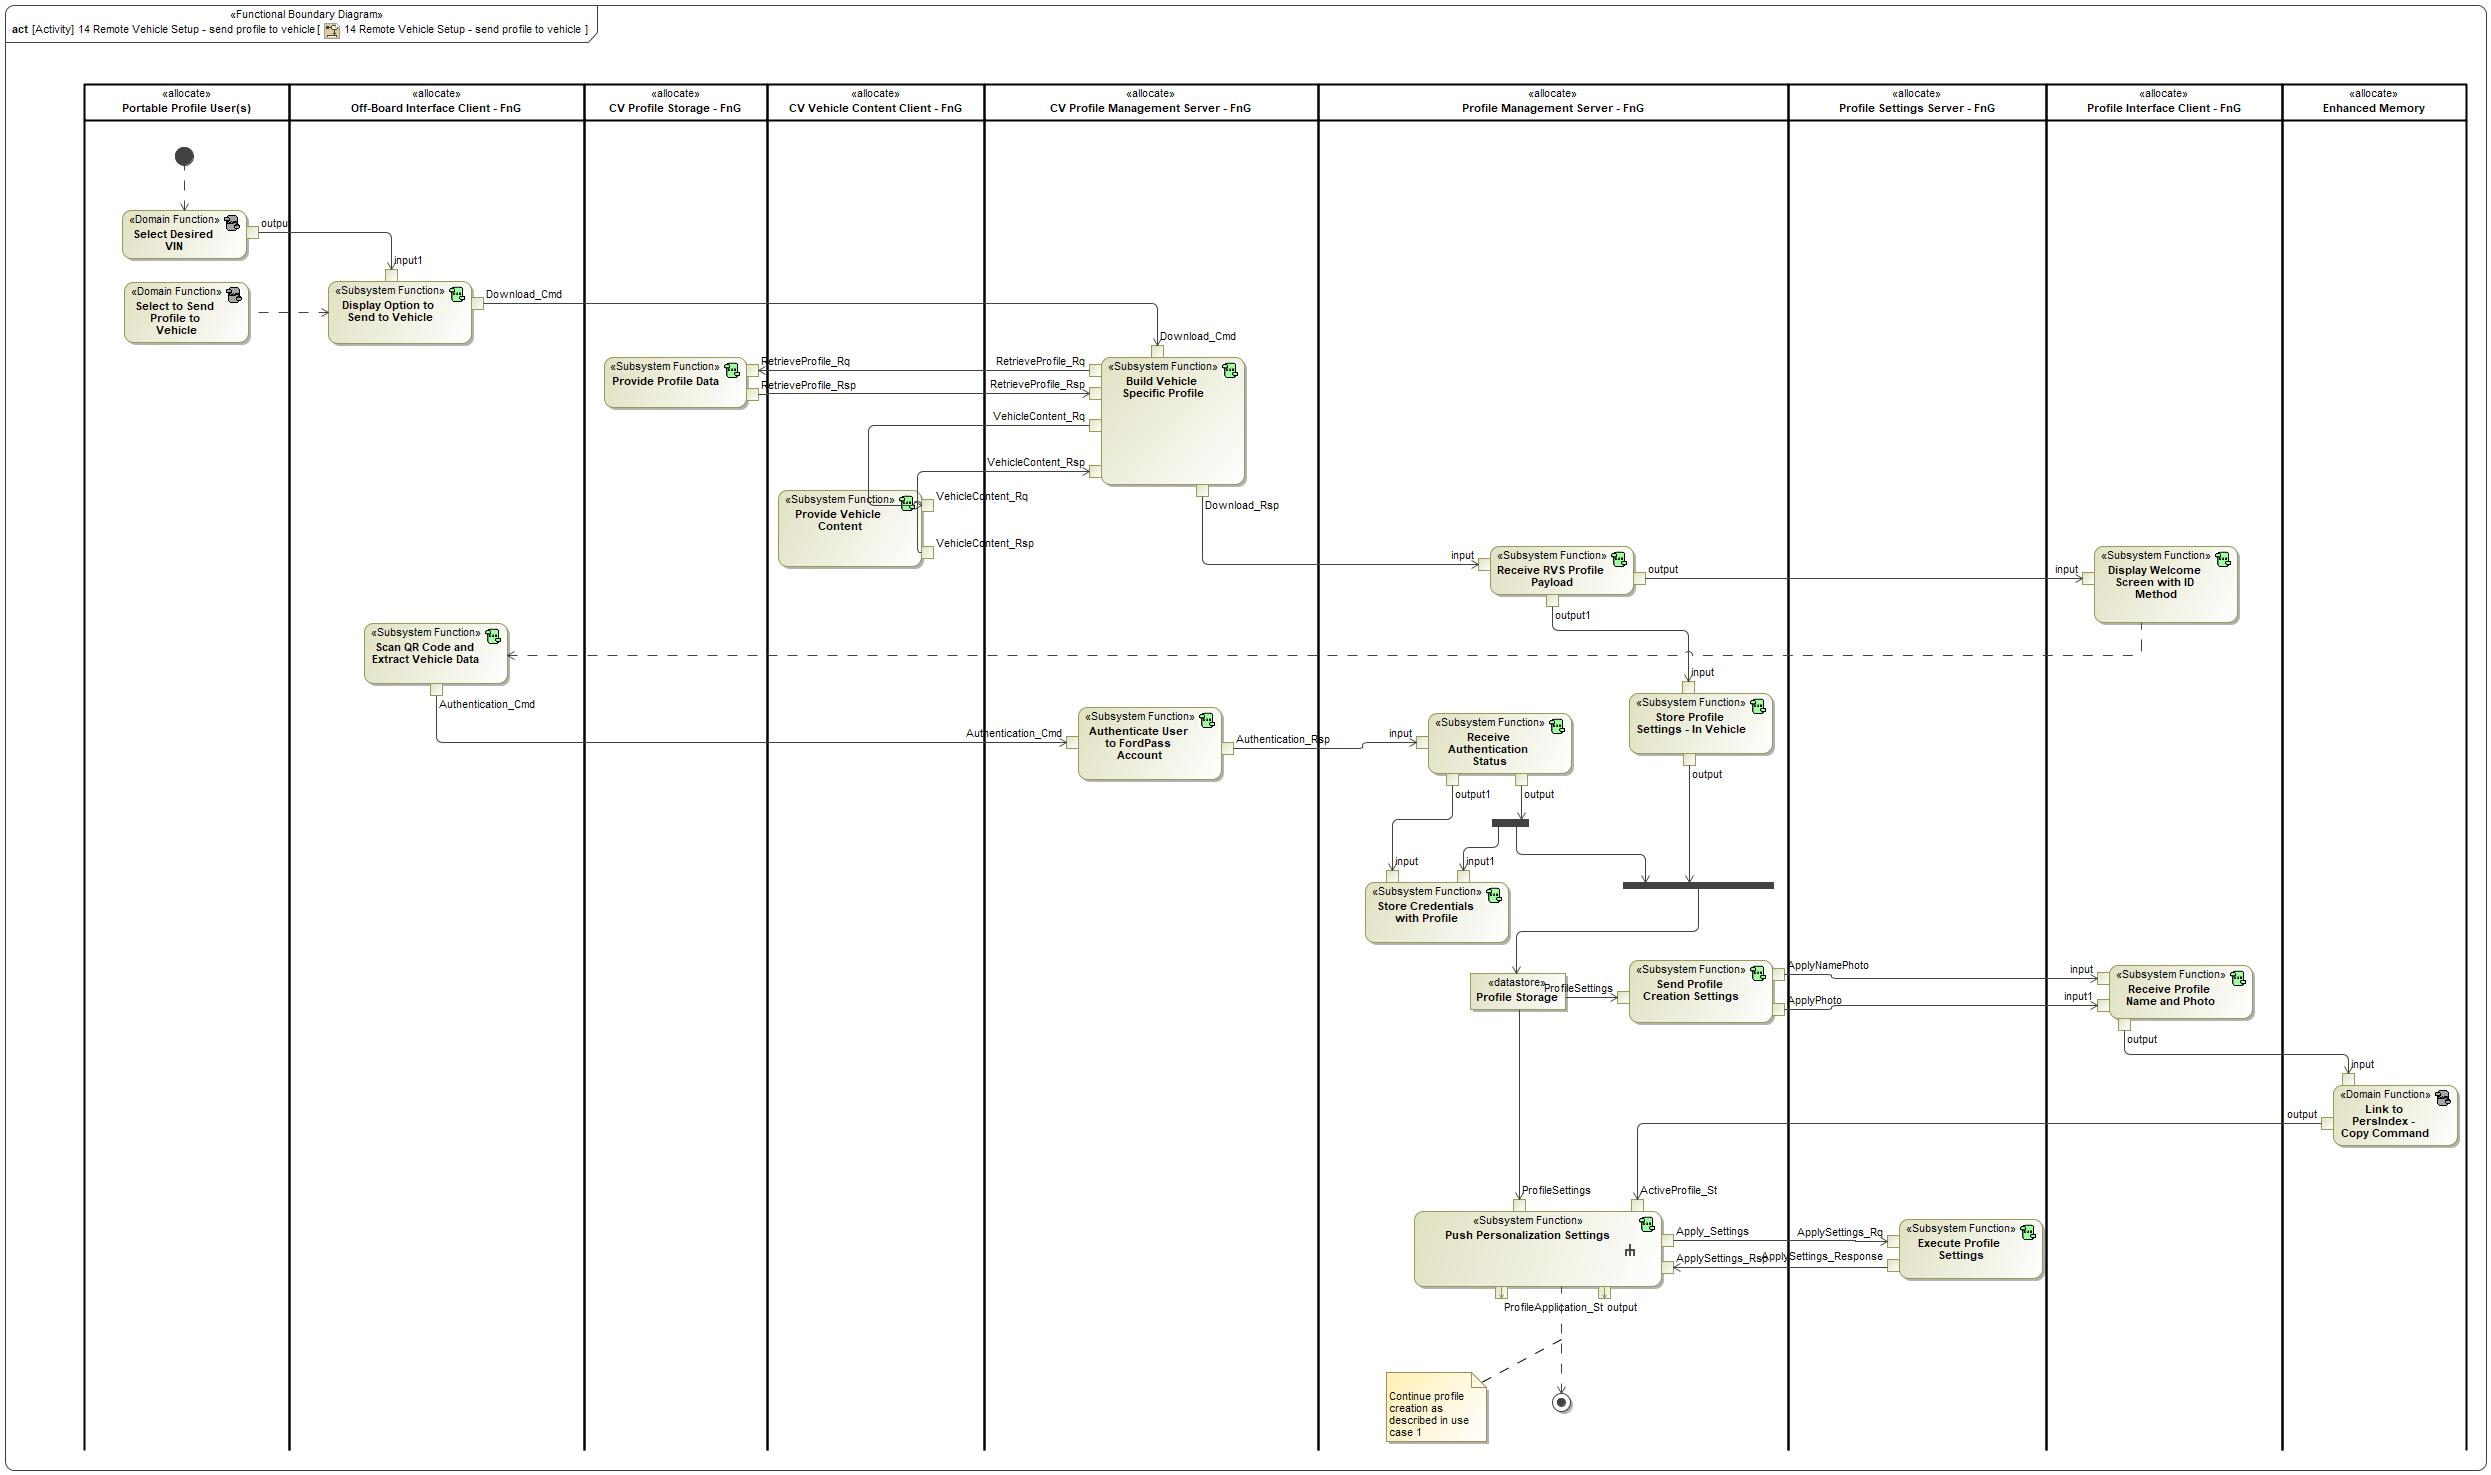 «Functional Boundary Diagram»
act [Activity] 14 Remote Vehicle Setup - send profile to vehicle [ 14 Remote Vehicle Setup - send profile to vehicle ]
«allocate»
Portable Profile User(s)
«allocate»
Off-Board Interface Client - FnG
«allocate»
CV Profile Storage - FnG
«allocate»
CV Vehicle Content Client - FnG
«allocate»
CV Profile Management Server - FnG
«allocate»
Profile Management Server - FnG
«allocate»
Profile Settings Server - FnG
«allocate»
Profile Interface Client - FnG
«allocate»
Enhanced Memory
«Domain Function»
Select Desired
VIN
output
input1
«Domain Function»
Select to Send
Profile to
Vehicle
«Subsystem Function»
Display Option to
Send to Vehicle
Download_Cmd
Download_Cmd
«Subsystem Function»
Provide Profile Data
RetrieveProfile_Rq
RetrieveProfile_Rsp
RetrieveProfile_Rq
RetrieveProfile_Rsp
VehicleContent_Rq
VehicleContent_Rsp
«Subsystem Function»
Build Vehicle
Specific Profile
«Subsystem Function»
Provide Vehicle
Content
VehicleContent_Rq
VehicleContent_Rsp
Download_Rsp
input
«Subsystem Function»
Receive RVS Profile
Payload
output
output1
input
«Subsystem Function»
Display Welcome
Screen with ID
Method
«Subsystem Function»
Scan QR Code and
Extract Vehicle Data
Authentication_Cmd
Authentication_Cmd
«Subsystem Function»
Authenticate User
to FordPass
Account
Authentication_Rsp
input
«Subsystem Function»
Receive
Authentication
Status
output1
output
input
«Subsystem Function»
Store Profile
Settings - In Vehicle
output
input
input1
«Subsystem Function»
Store Credentials
with Profile
«datastore»
Profile Storage
ProfileSettings
«Subsystem Function»
Send Profile
Creation Settings
ApplyNamePhoto
ApplyPhoto
input
input1
«Subsystem Function»
Receive Profile
Name and Photo
output
input
«Domain Function»
Link to
PersIndex -
Copy Command
output
ProfileSettings
ActiveProfile_St
«Subsystem Function»
Push Personalization Settings
Apply_Settings
ApplySettings_Rsp
ApplySettings_Rq
ApplySettings_Response
«Subsystem Function»
Execute Profile
Settings
ProfileApplication_St
output
Continue profile
creation as
described in use
case 1